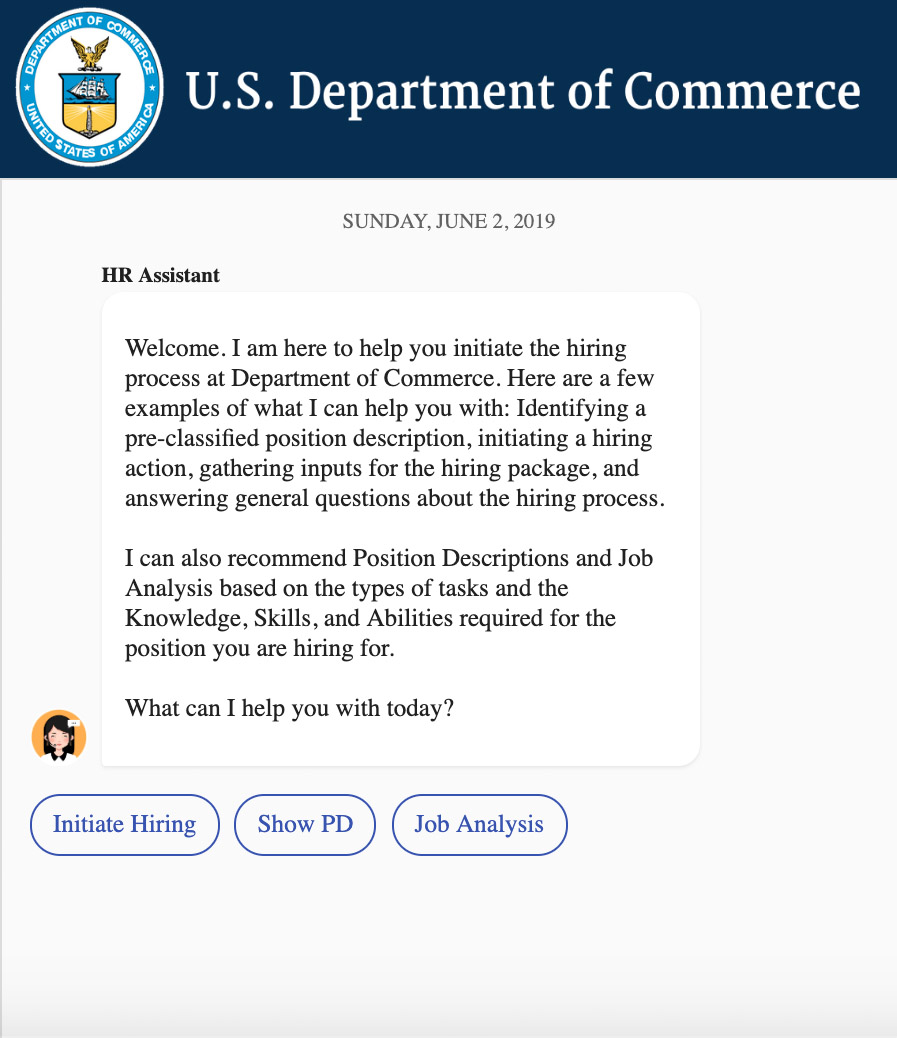 DEPARTMENT OF COMMERCE
UNITED STATES OF AMERICA
U.S. Department of Commerce
SUNDAY, JUNE 2, 2019
HR Assistant
Welcome. I am here to help you initiate the hiring
process at Department of Commerce. Here are a few
examples of what I can help you with: Identifying a
pre-classified position description, initiating a hiring
action, gathering inputs for the hiring package, and
answering general questions about the hiring process.
I can also recommend Position Descriptions and Job
Analysis based on the types of tasks and the
Knowledge, Skills, and Abilities required for the
position you are hiring for.
What can I help you with today?
Initiate Hiring
Show PD
Job Analysis